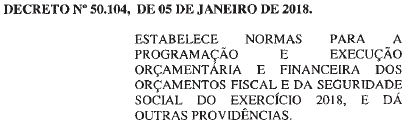 DECRETO Nº 50.104, DE 05 DE JANEIRO DE 2018.
ESTABELECE NORMAS PARA A
PROGRAMAÇÃO E EXECUÇÃO
ORÇAMENTÁRIA E FINANCEIRA DOS
ORÇAMENTOS FISCAL E DA SEGURIDADE
SOCIAL DO EXERCÍCIO 2018, E DÁ
OUTRAS PROVIDÊNCIAS.